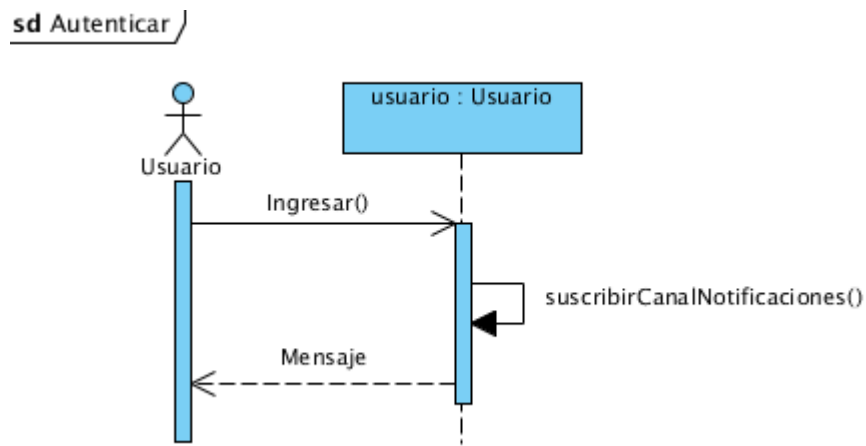 sd Autenticar
usuario : Usuario
Usuario
Ingresar()
suscribirCanalNotificaciones()
Mensaje